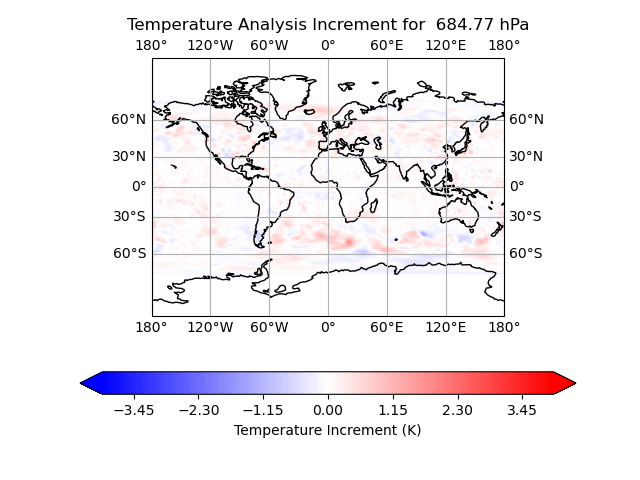 Temperature Analysis Increment for  684.77 hPa
180° 120°W 60°W 0° 60°E 120°E 180°
60°N 60°N
30°N 30°N
0° 0°
30°S 30°S
60°S 60°S
180° 120°W 60°W 0° 60°E 120°E 180°
−3.45 −2.30 −1.15 0.00 1.15 2.30 3.45
Temperature Increment (K)